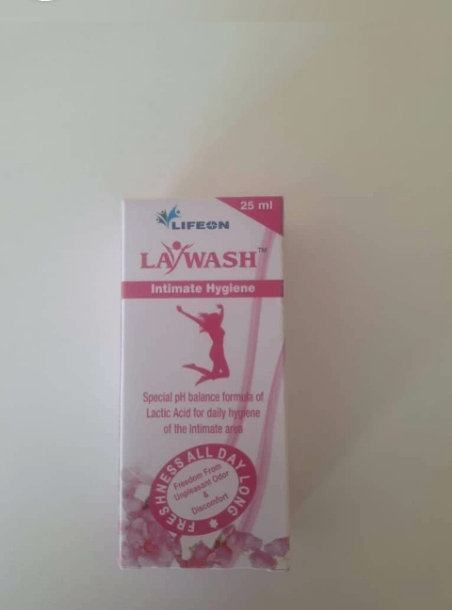 25 ml
LIFEON
LAYWASH™
Intimate Hygiene
Special pH balance formula of
Lactic Acid for daily hygiene
of the Intimate area
FRESHNESS ALL DAY LONG
Freedom From
Unpleasant Odor
&
Discomfort